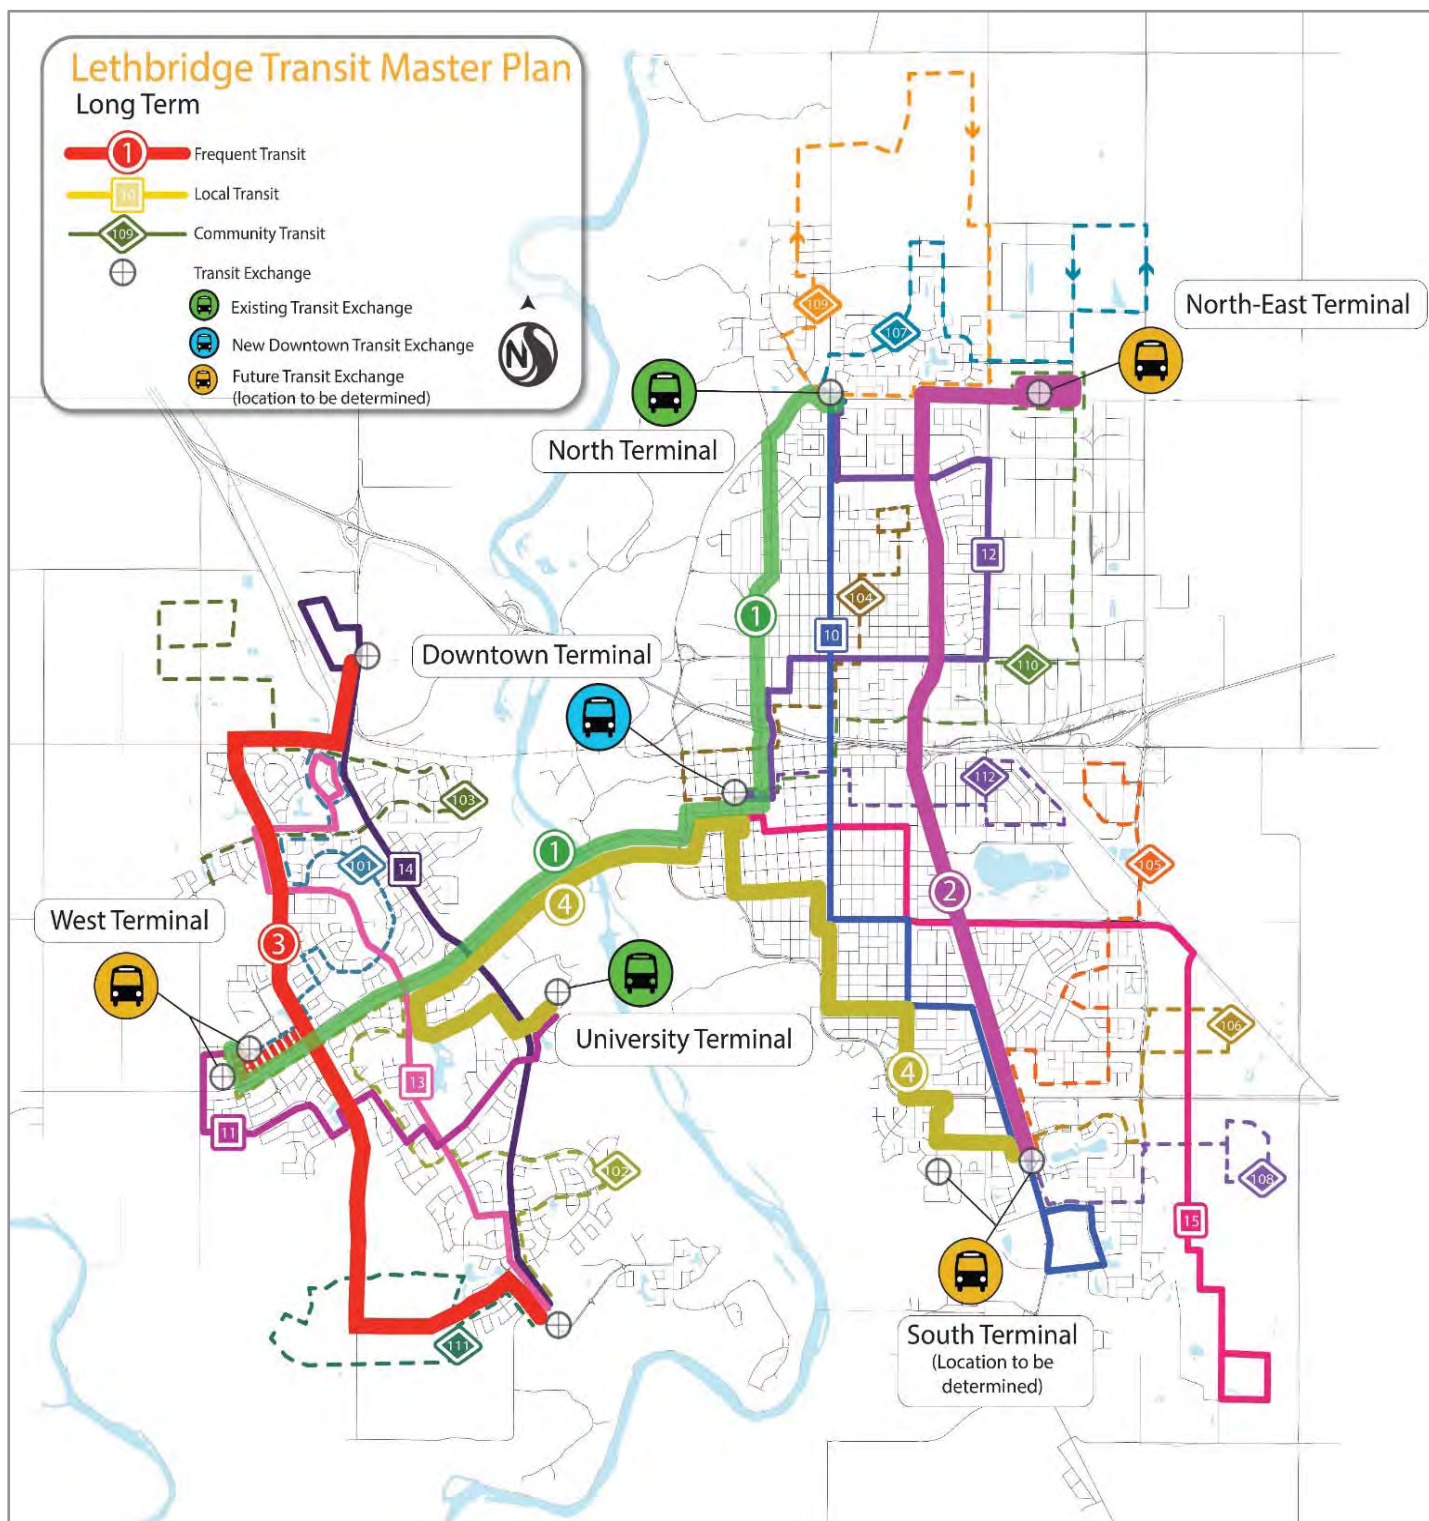 Lethbridge Transit Master Plan
Long Term
1 Frequent Transit
10 Local Transit
109 Community Transit
Transit Exchange
Existing Transit Exchange
New Downtown Transit Exchange
Future Transit Exchange
(location to be determined)
N
109
107
North-East Terminal
North Terminal
12
104
1
10
110
Downtown Terminal
112
103
101
14
1
105
4
2
West Terminal
3
University Terminal
106
13
4
11
102
108
15
South Terminal
(Location to be
determined)
111